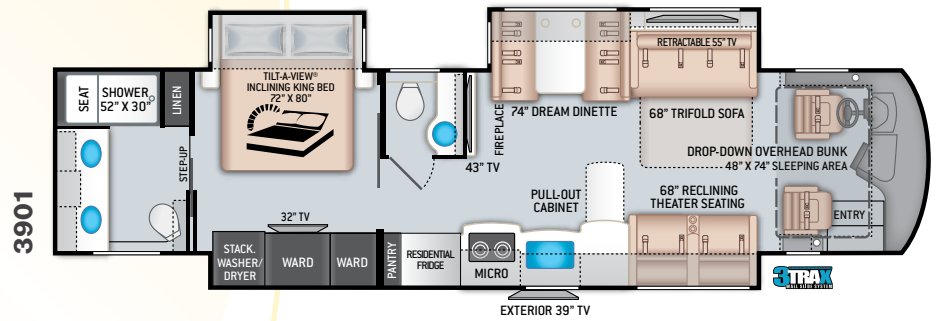 3901
SEAT
SHOWER
52" X 30"
LINEN
STEP-UP
TILT-A-VIEW®
INCLINING KING BED
72" X 80"
32" TV
STACK.
WASHER/
DRYER
WARD
WARD
PANTRY
RESIDENTIAL
FRIDGE
MICRO
EXTERIOR 39" TV
43" TV
FIREPLACE
74" DREAM DINETTE
PULL-OUT
CABINET
RETRACTABLE 55" TV
68" TRIFOLD SOFA
DROP-DOWN OVERHEAD BUNK
48" X 74" SLEEPING AREA
68" RECLINING
THEATER SEATING
ENTRY
3TRAX